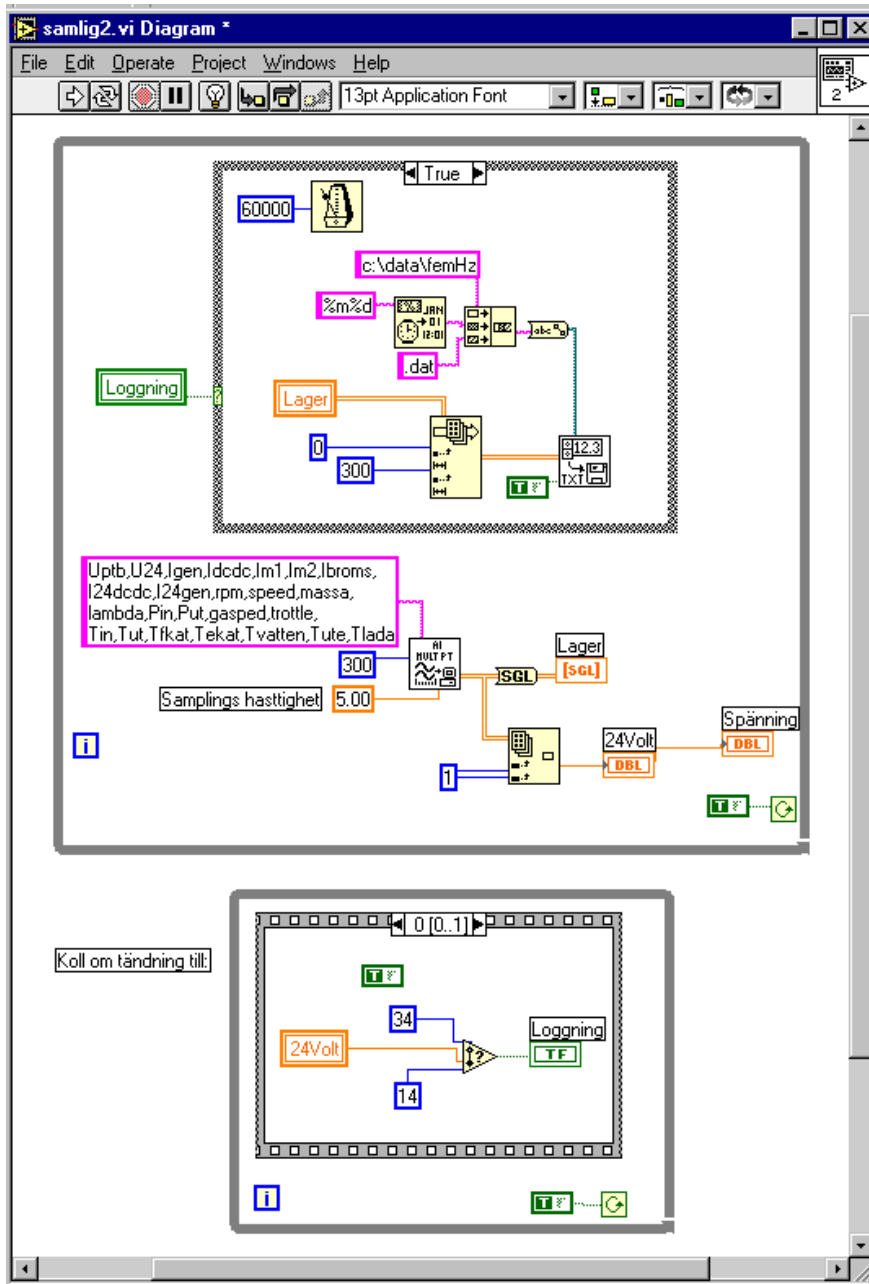 samlig2.vi Diagram *
File Edit Operate Project Windows Help
13pt Application Font
2
True
60000
c:\data\femHz
%m%d
JAN
01
12:01
abc
.dat
Loggning
?
Lager
0
12.3
300
TXT
T F
Uptb,U24,Igen,Idcdc,Im1,Im2,Ibroms,
I24dcdc,I24gen,rpm,speed,massa,
lambda,Pin,Put,gasped,trottle,
Tin,Tut,Tfkat,Tekat,Tvatten,Tute,Tlada
AI
MULT PT
300
SGL
Lager
[SGL]
Samplings hasttighet 5.00
Spänning
DBL
24Volt
DBL
i
1
T F
0 [0..1]
Koll om tändning till:
T F
34
Loggning
TF
24Volt
?
14
i
T F